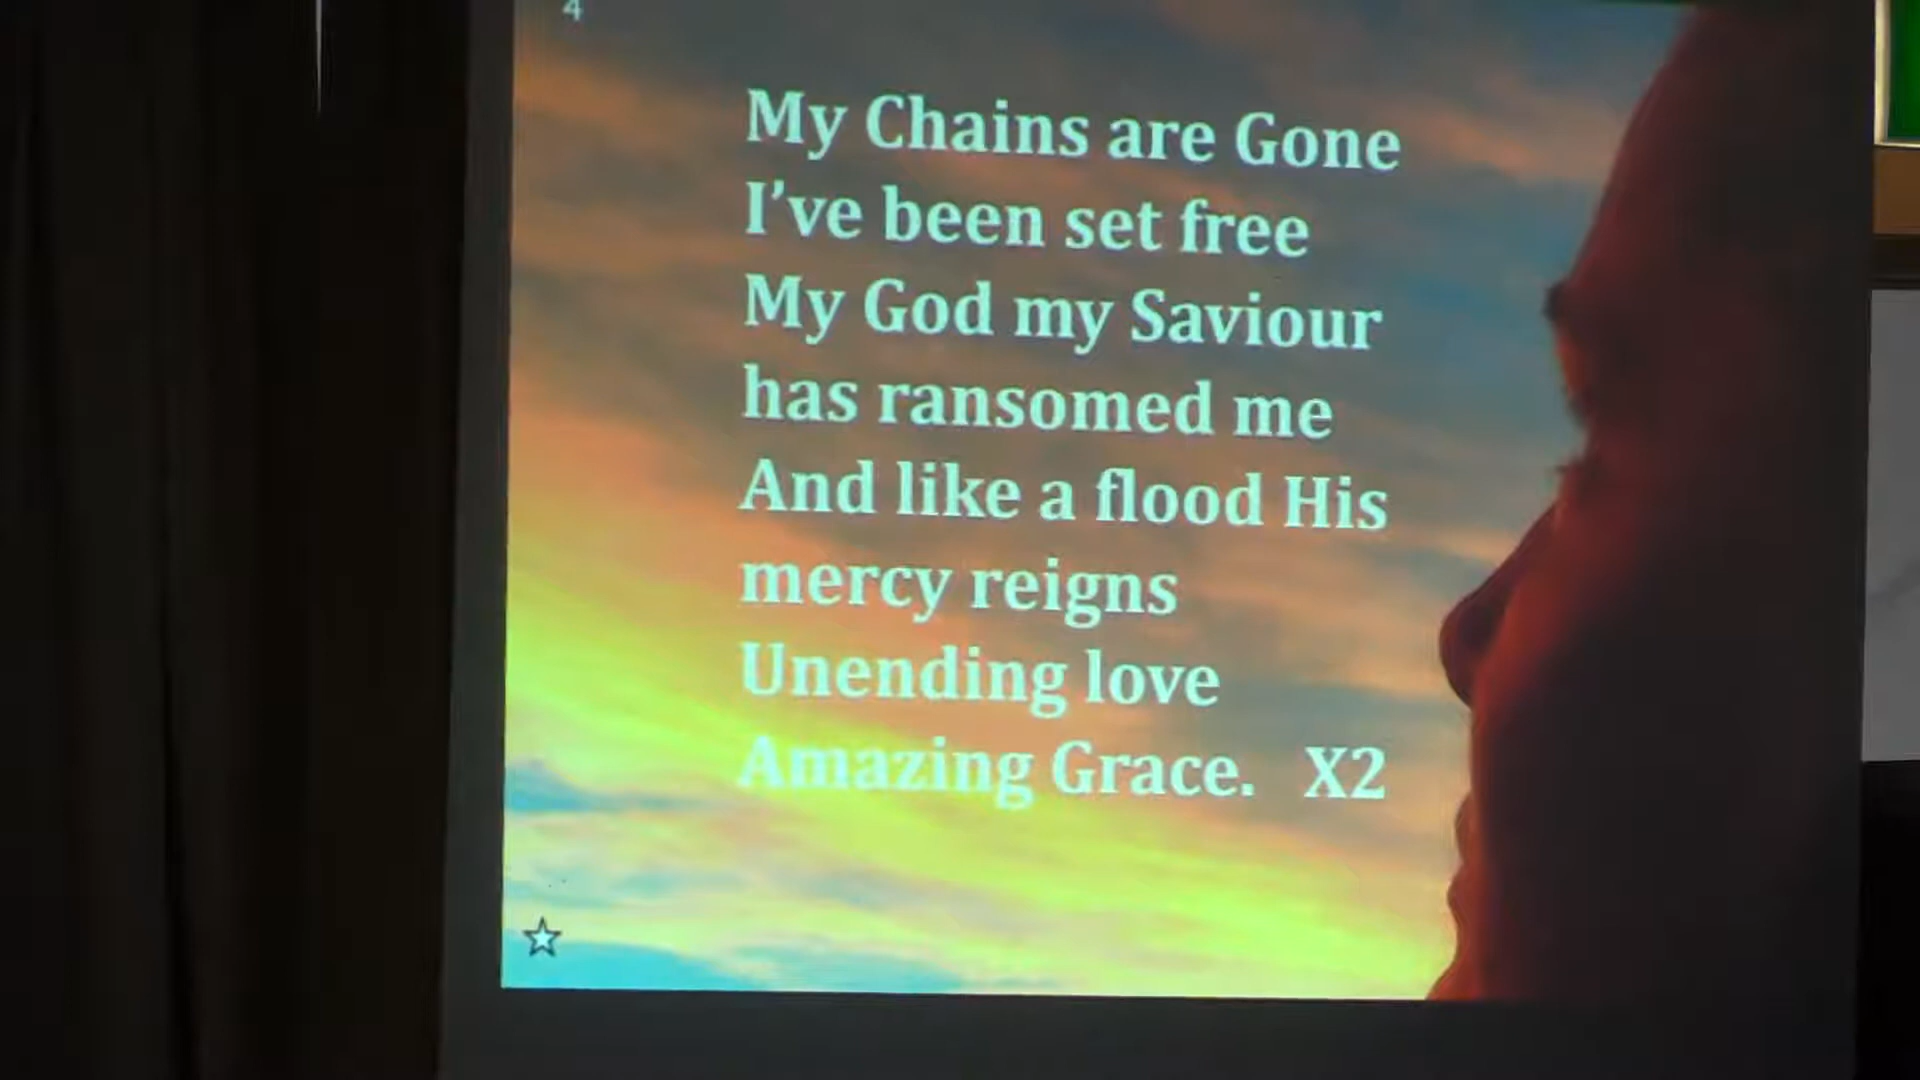 4
My Chains are Gone
I've been set free
My God my Saviour
has ransomed me
And like a flood His
mercy reigns
Unending love
Amazing Grace. X2